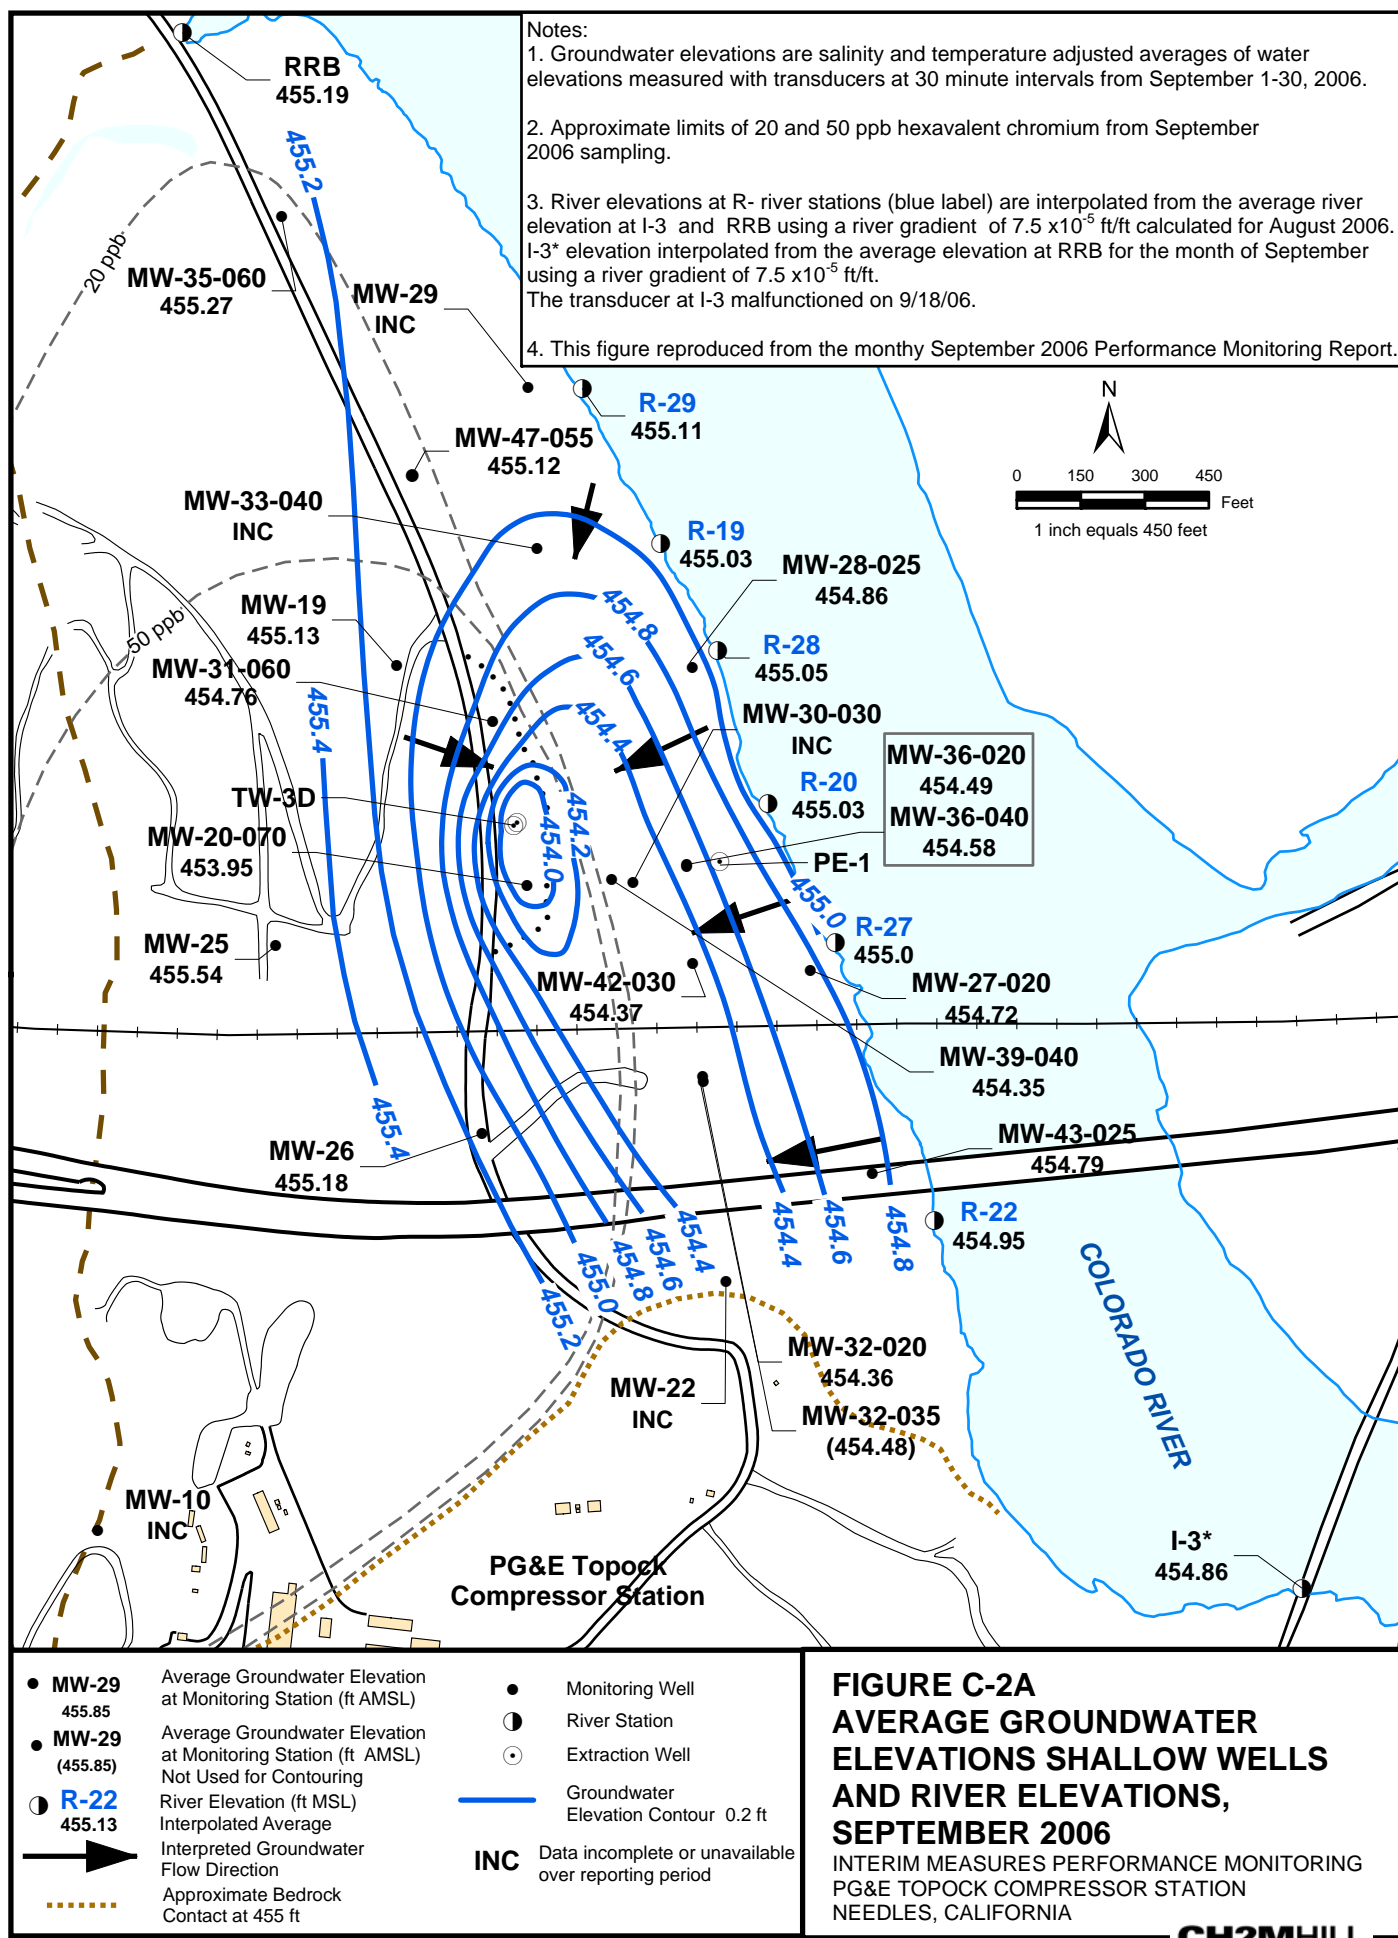 Notes:
1. Groundwater elevations are salinity and temperature adjusted averages of water
elevations measured with transducers at 30 minute intervals from September 1-30, 2006.
2. Approximate limits of 20 and 50 ppb hexavalent chromium from September
2006 sampling.
3. River elevations at R- river stations (blue label) are interpolated from the average river
elevation at I-3 and RRB using a river gradient of 7.5 x10-5 ft/ft calculated for August 2006.
I-3* elevation interpolated from the average elevation at RRB for the month of September
using a river gradient of 7.5 x10-5 ft/ft.
The transducer at I-3 malfunctioned on 9/18/06.
4. This figure reproduced from the monthy September 2006 Performance Monitoring Report.
RRB
455.19
455.2
20 ppb
MW-35-060
455.27
MW-29
INC
R-29
455.11
N
0 150 300 450
Feet
1 inch equals 450 feet
MW-47-055
455.12
MW-33-040
INC
R-19
455.03
MW-28-025
454.86
50 ppb
MW-19
455.13
454.8
454.6
R-28
455.05
MW-31-060
454.76
455.4
454.4
MW-30-030
INC
MW-36-020
454.49
MW-36-040
454.58
R-20
455.03
TW-3D
454.2
454.0
MW-20-070
453.95
PE-1
455.0
R-27
455.0
MW-25
455.54
MW-42-030
454.37
MW-27-020
454.72
MW-39-040
454.35
455.4
MW-26
455.18
MW-43-025
454.79
R-22
454.95
455.2
455.0
454.8
454.6
454.4
454.4
454.6
454.8
COLORADO RIVER
MW-32-020
454.36
MW-22
INC
MW-32-035
(454.48)
MW-10
INC
I-3*
454.86
PG&E Topock
Compressor Station
MW-29
455.85
Average Groundwater Elevation
at Monitoring Station (ft AMSL)
MW-29
(455.85)
Average Groundwater Elevation
at Monitoring Station (ft AMSL)
Not Used for Contouring
R-22
455.13
River Elevation (ft MSL)
Interpolated Average
Interpreted Groundwater
Flow Direction
Approximate Bedrock
Contact at 455 ft
Monitoring Well
River Station
Extraction Well
Groundwater
Elevation Contour 0.2 ft
INC
Data incomplete or unavailable
over reporting period
FIGURE C-2A
AVERAGE GROUNDWATER
ELEVATIONS SHALLOW WELLS
AND RIVER ELEVATIONS,
SEPTEMBER 2006
INTERIM MEASURES PERFORMANCE MONITORING
PG&E TOPOCK COMPRESSOR STATION
NEEDLES, CALIFORNIA
CH2MHILL